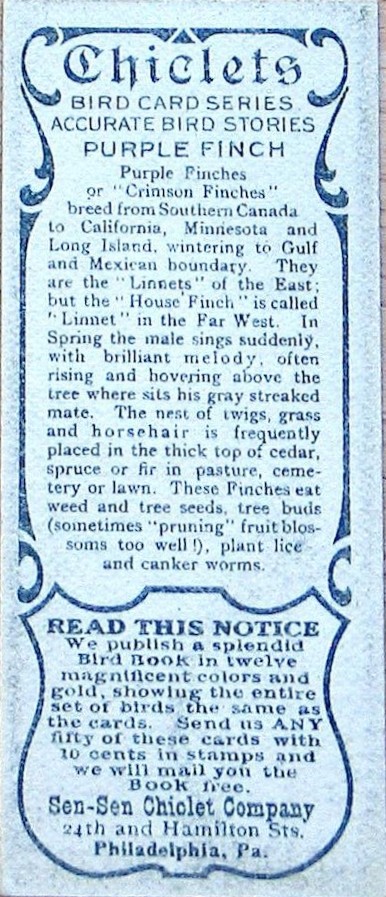 Chiclets
BIRD CARD SERIES
ACCURATE BIRD STORIES
PURPLE FINCH
Purple Finches
or "Crimson Finches"
breed from Southern Canada
to California, Minnesota and
Long Island, wintering to Gulf
and Mexican boundary. They
are the "Linnets" of the East;
but the "House Finch" is called
"Linnet" in the Far West. In
Spring the male sings suddenly,
with brilliant melody, often
rising and hovering above the
tree where sits his gray streaked
mate. The nest of twigs, grass
and horsehair is frequently
placed in the thick top of cedar,
spruce or fir in pasture, ceme-
tery or lawn. These Finches eat
weed and tree seeds, tree buds
(sometimes "pruning" fruit blos-
soms too well!), plant lice
and canker worms.
READ THIS NOTICE
We publish a splendid
Bird Book in twelve
magnificent colors and
gold, showing the entire
set of birds the same as
the cards. Send us ANY
fifty of these cards with
10 cents in stamps and
we will mail you the
Book free.
Sen-Sen Chiclet Company
24th and Hamilton Sts.
Philadelphia, Pa.